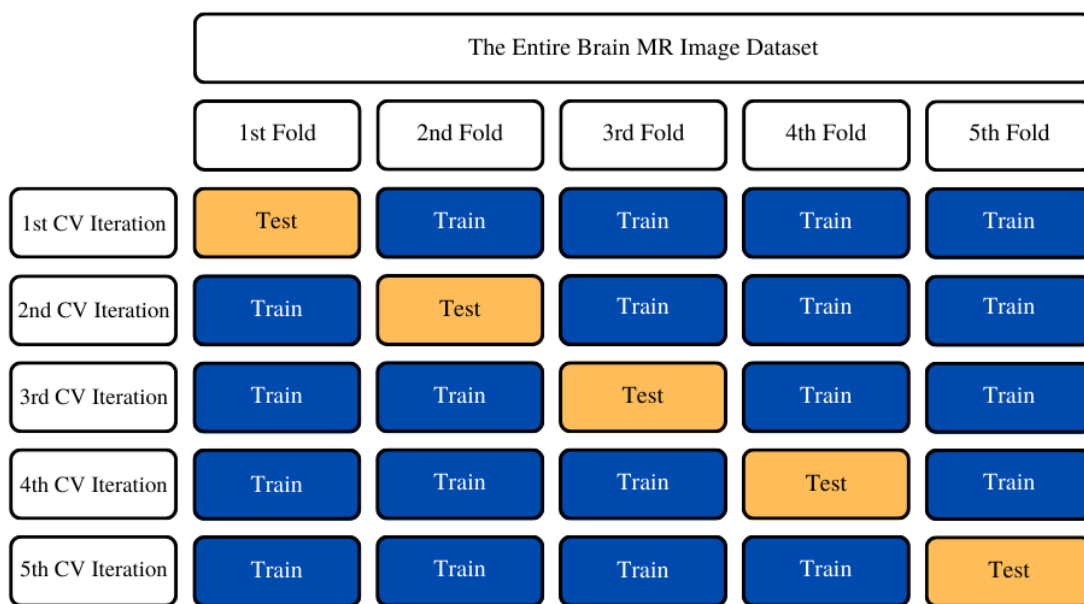 The Entire Brain MR Image Dataset
1st Fold 2nd Fold 3rd Fold 4th Fold 5th Fold
1st CV Iteration Test Train Train Train Train
2nd CV Iteration Train Test Train Train Train
3rd CV Iteration Train Train Test Train Train
4th CV Iteration Train Train Train Test Train
5th CV Iteration Train Train Train Train Test